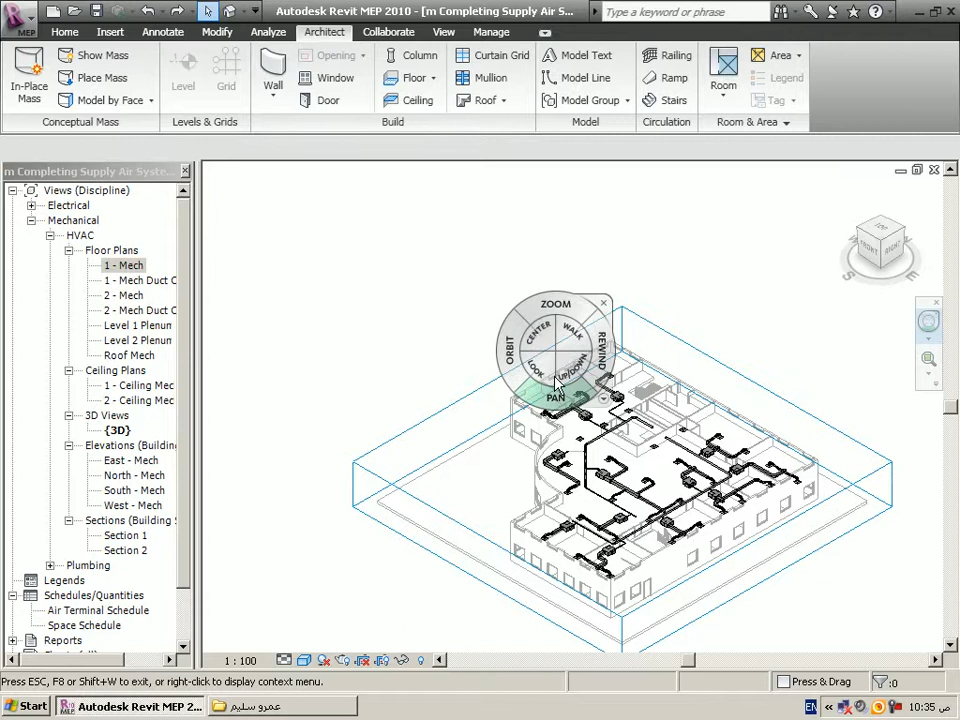 Autodesk Revit MEP 2010 - [m Completing Supply Air S...
Type a keyword or phrase
MEP
Home Insert Annotate Modify Analyze Architect Collaborate View Manage
In-Place Mass
Show Mass
Place Mass
Model by Face
Conceptual Mass
Level
Grid
Levels & Grids
Wall
Opening
Window
Door
Column
Floor
Ceiling
Curtain Grid
Mullion
Roof
Build
Model Text
Model Line
Model Group
Model
Railing
Ramp
Stairs
Circulation
Room
Area
Legend
Tag
Room & Area
m Completing Supply Air Syste...
Views (Discipline)
Electrical
Mechanical
HVAC
Floor Plans
1 - Mech
1 - Mech Duct C
2 - Mech
2 - Mech Duct C
Level 1 Plenum
Level 2 Plenum
Roof Mech
Ceiling Plans
1 - Ceiling Mec
2 - Ceiling Mec
3D Views
{3D}
Elevations (Building
East - Mech
North - Mech
South - Mech
West - Mech
Sections (Building
Section 1
Section 2
Plumbing
Legends
Schedules/Quantities
Air Terminal Schedule
Space Schedule
Reports
ZOOM
CENTER
WALK
ORBIT
REWIND
LOOK
UP/DOWN
PAN
TOP
FRONT
RIGHT
S
E
1 : 100
Press ESC, F8 or Shift+W to exit, or right-click to display context menu.
Press & Drag
:0
Start
Autodesk Revit MEP 2...
عمرو سليم
EN
10:35 ص